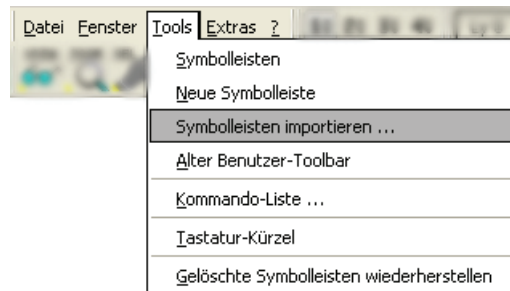 Datei Fenster Tools Extras ?
Symbolleisten
Neue Symbolleiste
Symbolleisten importieren ...
Alter Benutzer-Toolbar
Kommando-Liste ...
Tastatur-Kürzel
Gelöschte Symbolleisten wiederherstellen